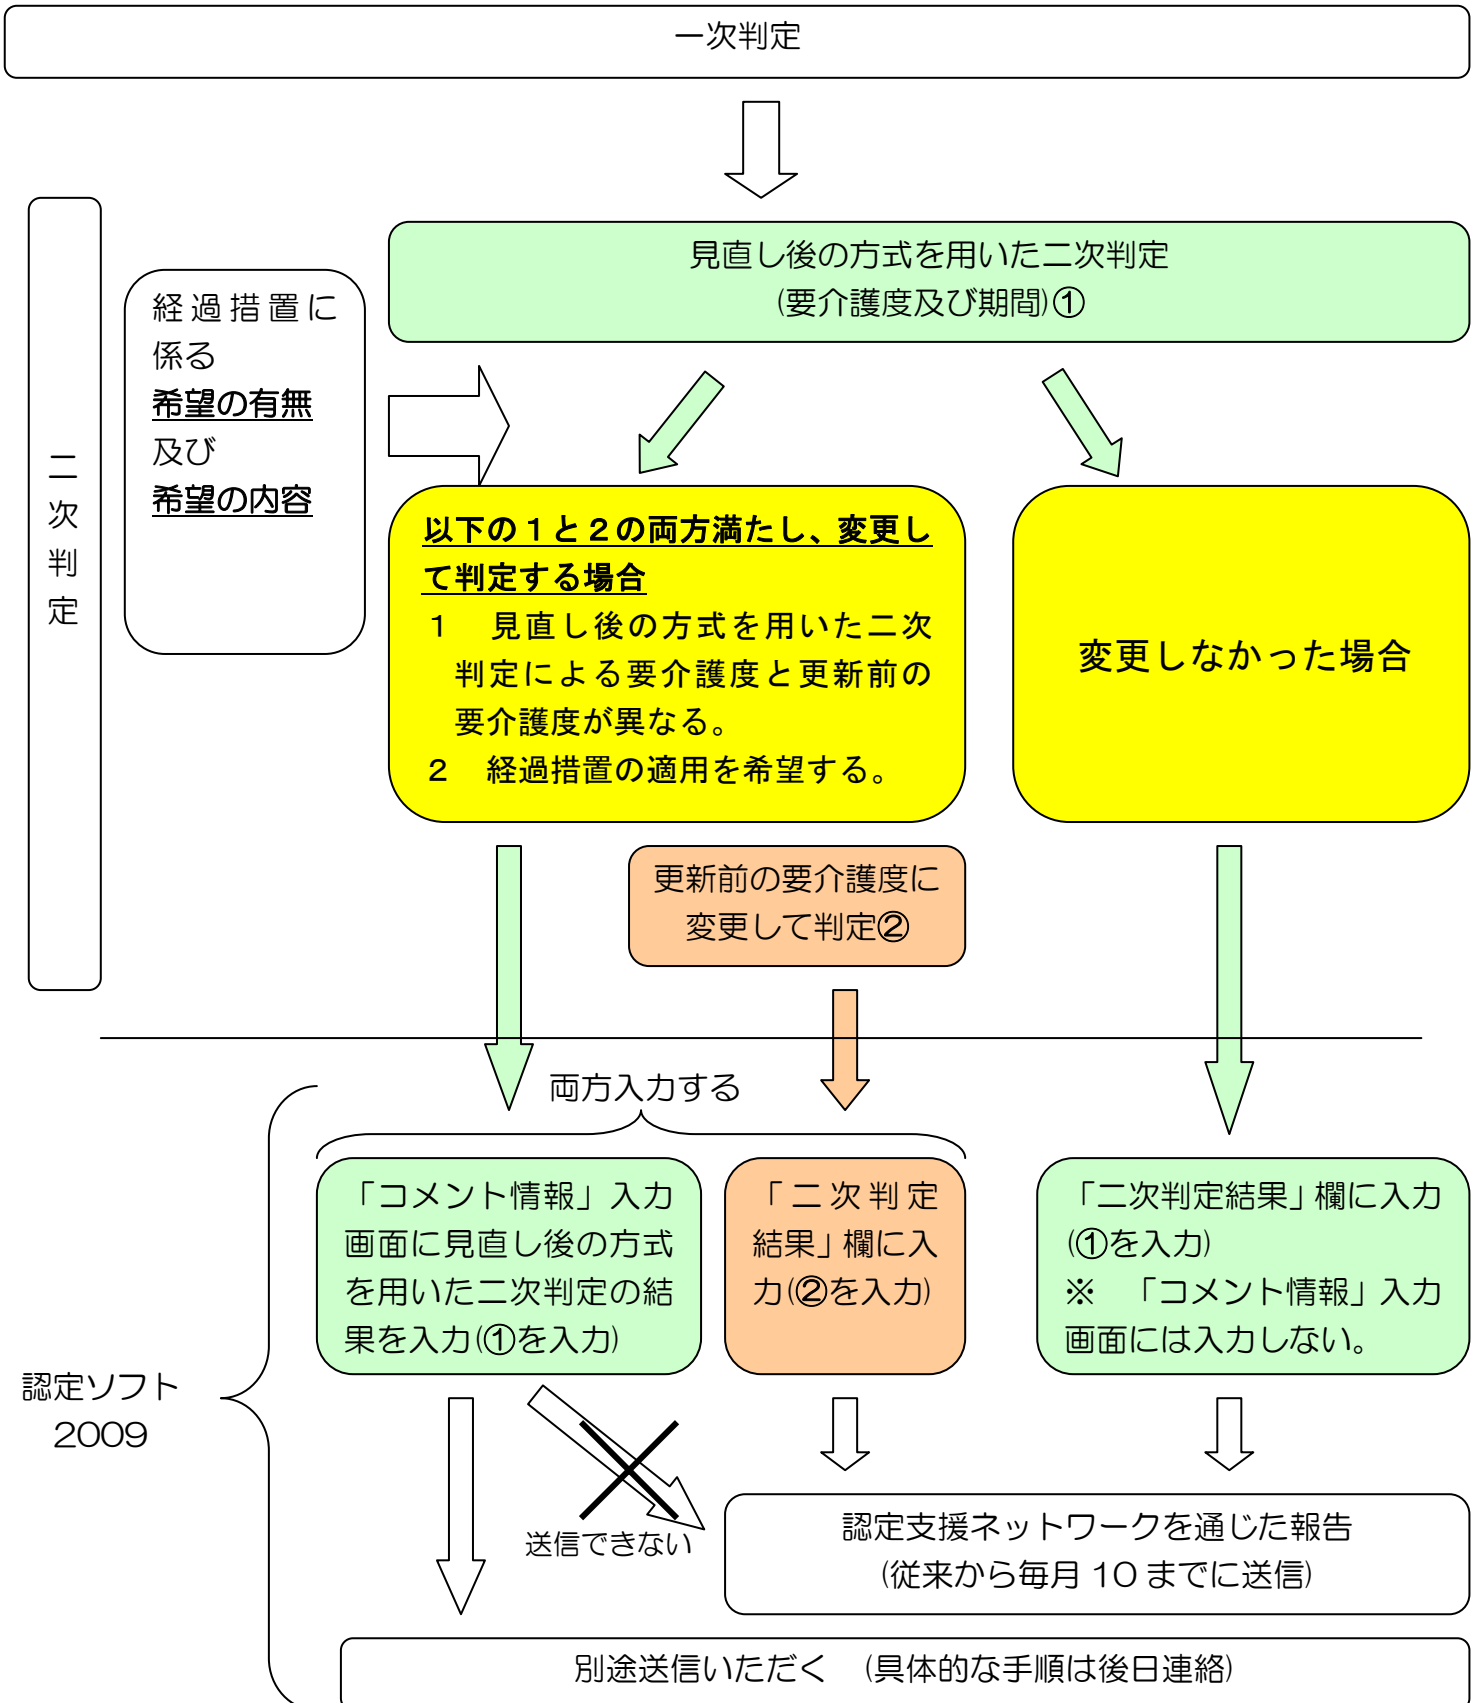 一次判定
見直し後の方式を用いた二次判定
(要介護度及び期間)①
経過措置に
係る
希望の有無
及び
希望の内容
二
次
判
定
以下の1と2の両方満たし、変更し
て判定する場合
1 見直し後の方式を用いた二次
判定による要介護度と更新前の
要介護度が異なる。
2 経過措置の適用を希望する。
変更しなかった場合
更新前の要介護度に
変更して判定②
両方入力する
「コメント情報」入力
画面に見直し後の方式
を用いた二次判定の結
果を入力(①を入力)
「二次判定
結果」欄に入
力(②を入力)
「二次判定結果」欄に入力
(①を入力)
※ 「コメント情報」入力
画面には入力しない。
認定ソフト
2009
送信できない
認定支援ネットワークを通じた報告
(従来から毎月10までに送信)
別途送信いただく (具体的な手順は後日連絡)